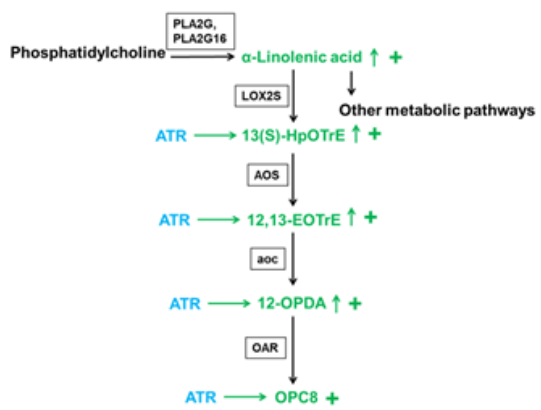 PLA2G,
PLA2G16
Phosphatidylcholine α-Linolenic acid ↑ +
LOX2S
Other metabolic pathways
ATR 13(S)-HpOTrE ↑ +
AOS
ATR 12,13-EOTrE ↑ +
aoc
ATR 12-OPDA ↑ +
OAR
ATR OPC8 +